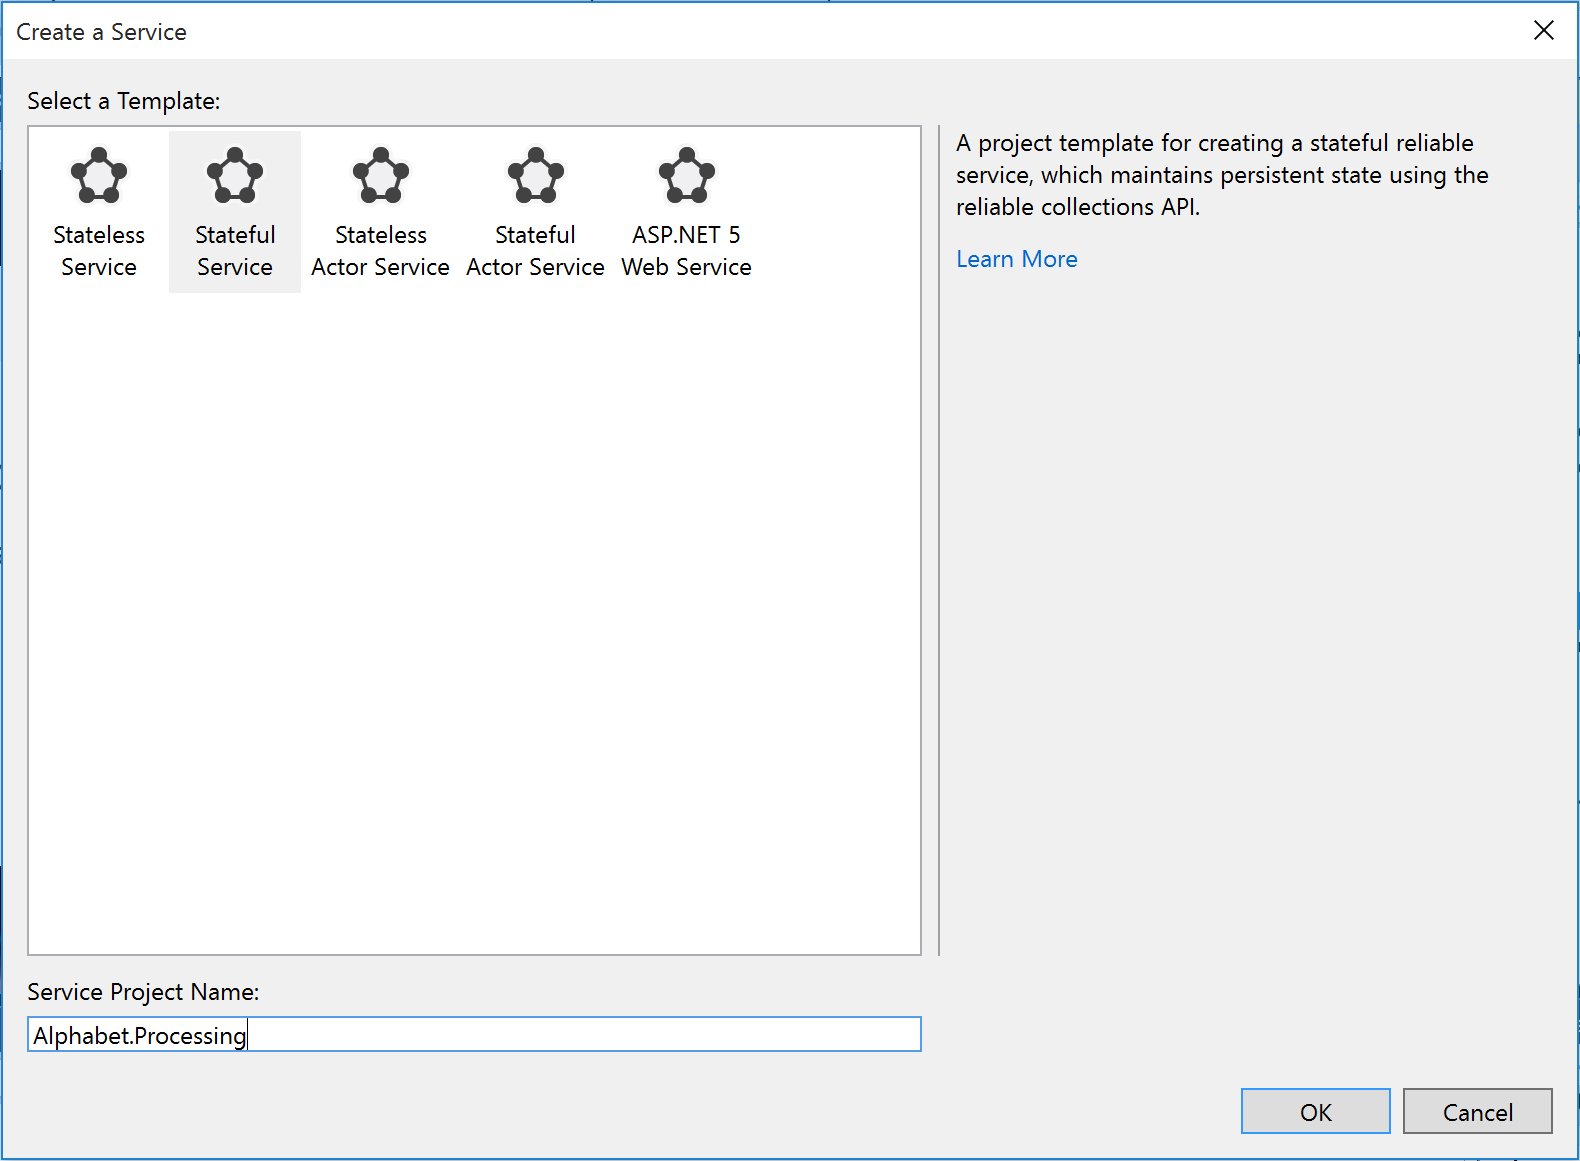 Create a Service
Select a Template:
Stateless
Service
Stateful
Service
Stateless
Actor Service
Stateful
Actor Service
ASP.NET 5
Web Service
A project template for creating a stateful reliable
service, which maintains persistent state using the
reliable collections API.
Learn More
Service Project Name:
Alphabet.Processing
OK
Cancel